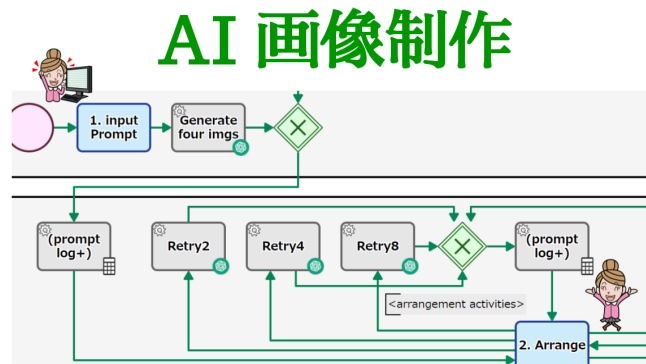 AI 画像制作
1. input
Prompt
Generate
four imgs
(prompt
log+)
Retry2
Retry4
Retry8
(prompt
log+)
<arrangement activities>
2. Arrange